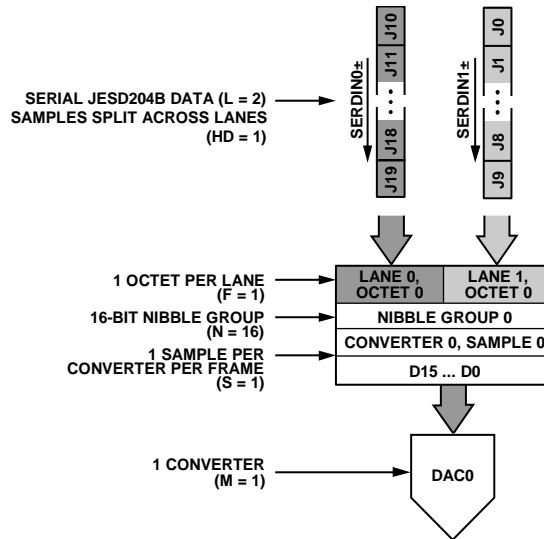 J10
J11
J18
J19
SERDIN0±
J0
J1
J8
J9
SERDIN1±
SERIAL JESD204B DATA (L = 2)
SAMPLES SPLIT ACROSS LANES
(HD = 1)
1 OCTET PER LANE
(F = 1)
LANE 0,
OCTET 0
LANE 1,
OCTET 0
16-BIT NIBBLE GROUP
(N = 16)
NIBBLE GROUP 0
1 SAMPLE PER
CONVERTER PER FRAME
(S = 1)
CONVERTER 0, SAMPLE 0
D15 ... D0
1 CONVERTER
(M = 1)
DAC0